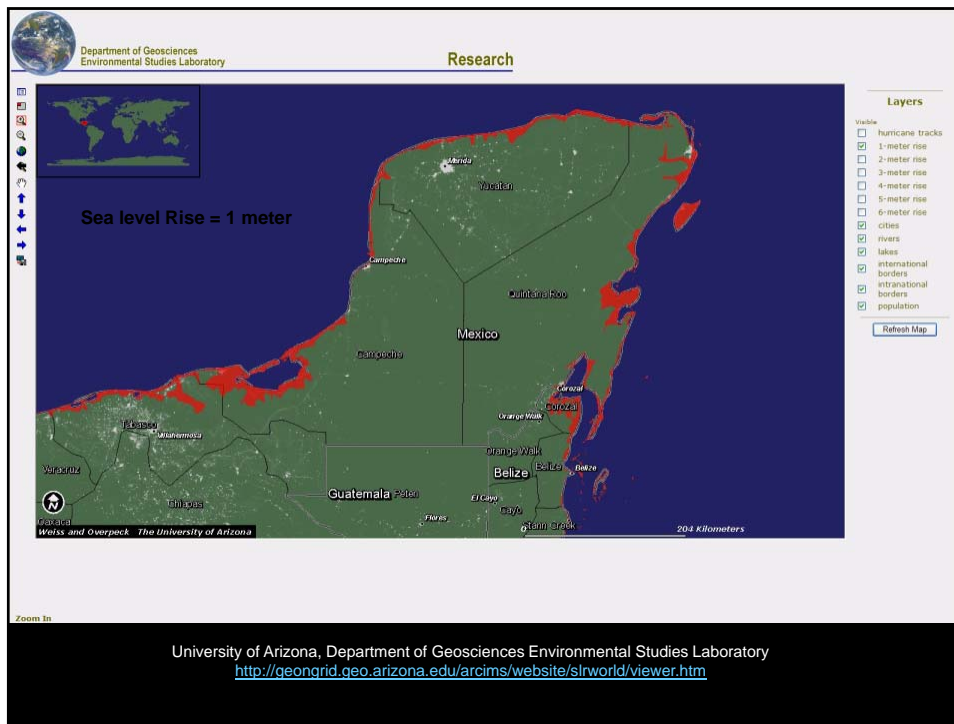 Department of Geosciences
Environmental Studies Laboratory
Research
Layers
Visible
hurricane tracks
1-meter rise
2-meter rise
3-meter rise
4-meter rise
5-meter rise
6-meter rise
cities
rivers
lakes
international
borders
intranational
borders
population
Refresh Map
Sea level Rise = 1 meter
Merida
Yucatan
Campeche
Quintana Roo
Mexico
Campeche
Corozal
Corozal
Orange Walk
Tabasco
Villahermosa
Orange Walk
Belize
Belize
Belize
Veracruz
Guatemala
Peten
El Cayo
Chiapas
Cayo
Flores
Oaxaca
N
Stann Creek
0
204 Kilometers
Weiss and Overpeck The University of Arizona
Zoom In
University of Arizona, Department of Geosciences Environmental Studies Laboratory
http://geongrid.geo.arizona.edu/arcims/website/slrworld/viewer.htm